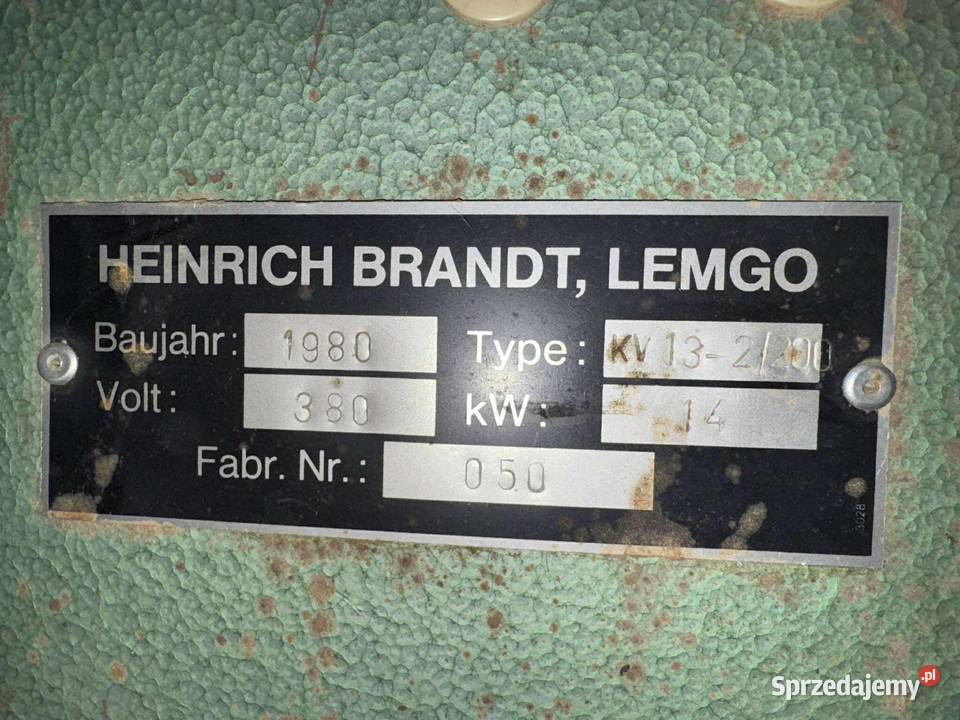 HEINRICH BRANDT, LEMGO
Baujahr: 1980 Type: KV 13-2/200
Volt: 380 kW: 14
Fabr. Nr.: 050
3028
Sprzedajemy.pl